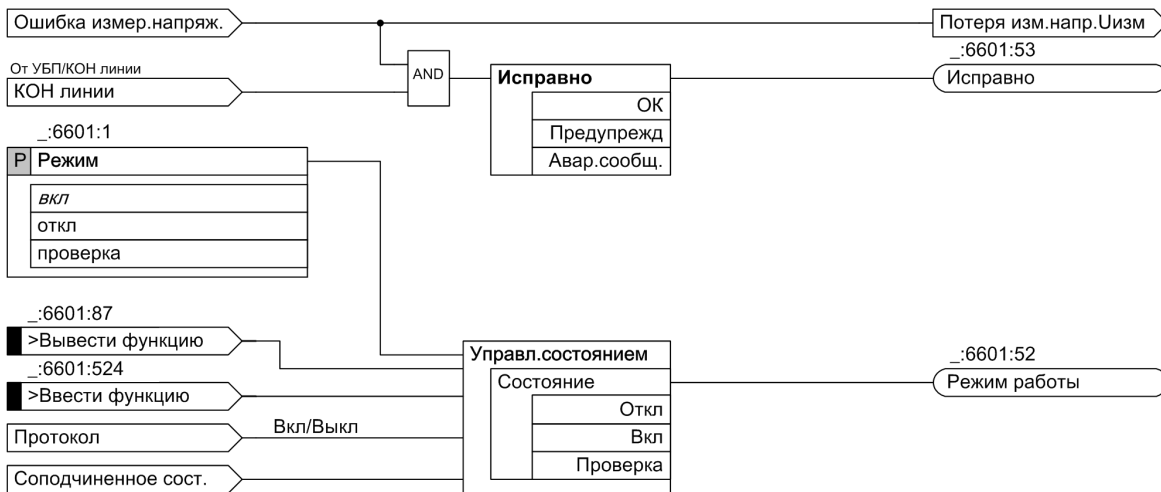 Ошибка измер.напряж.
Потеря изм.напр.Uизм
_:6601:53
От УБП/КОН линии
AND
Исправно
Исправно
КОН линии
ОК
Предупрежд
Авар.сообщ.
_:6601:1
P Режим
вкл
откл
проверка
_:6601:87
>Вывести функцию
_:6601:524
>Ввести функцию
Управл.состоянием
_:6601:52
Состояние
Режим работы
Откл
Вкл
Проверка
Протокол
Вкл/Выкл
Соподчиненное сост.